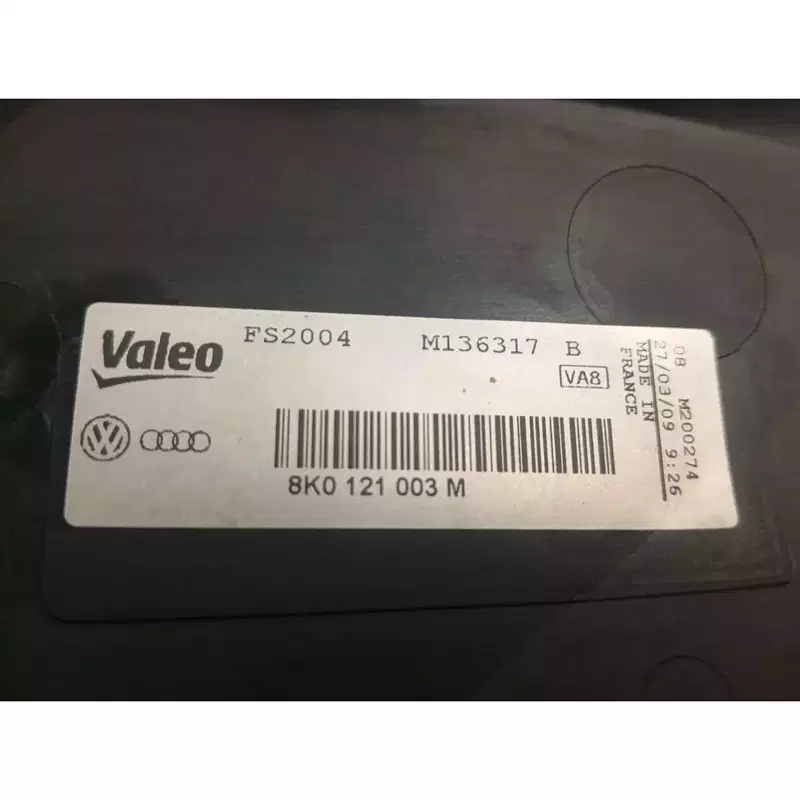 Valeo
FS2004
M136317 B
VA8
8K0 121 003 M
08 M200274
27/03/09 9:26
MADE IN
FRANCE